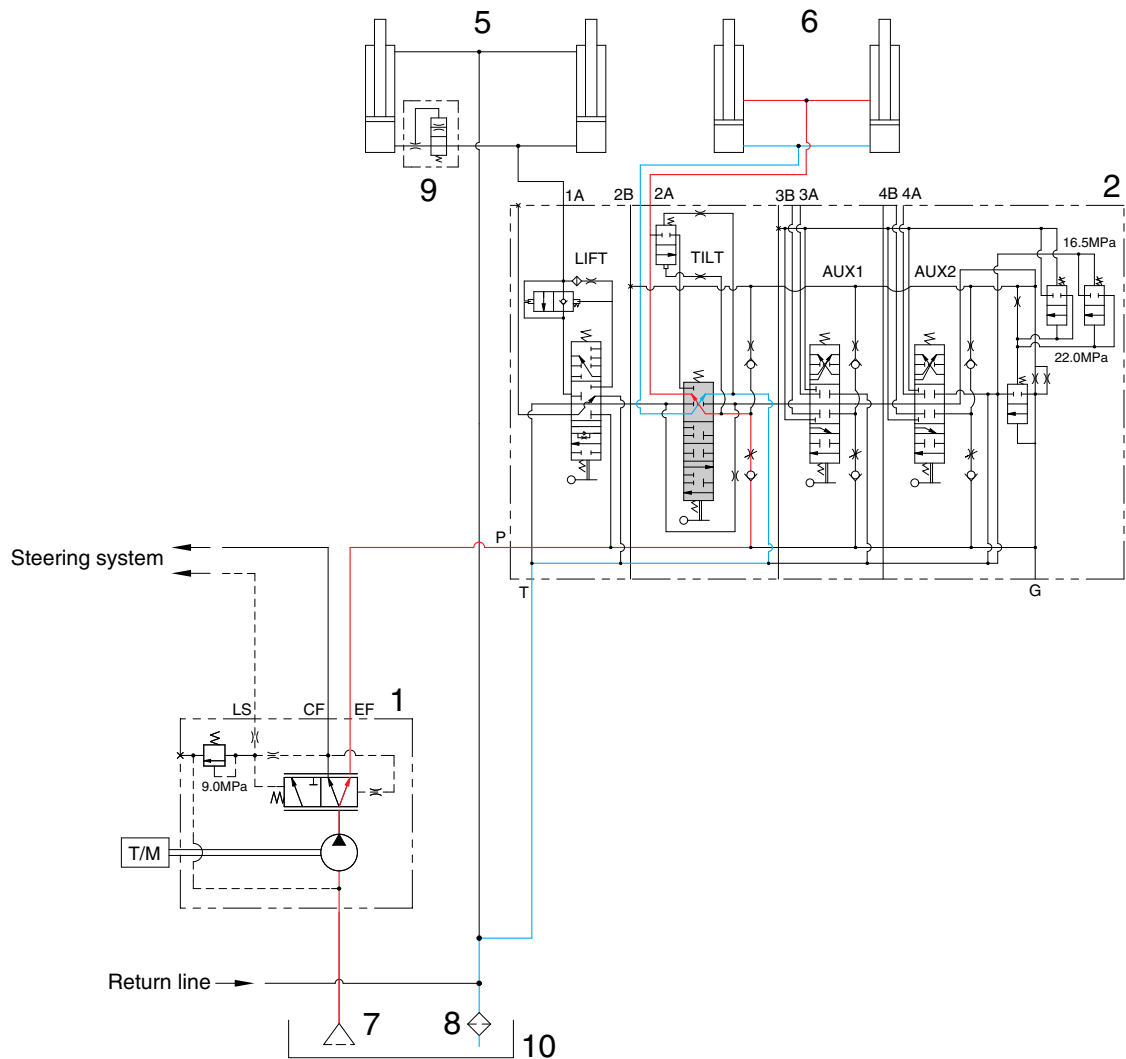 5
6
9
1A
2B
2A
3B
3A
4B
4A
2
LIFT
TILT
AUX1
AUX2
16.5MPa
22.0MPa
P
T
G
Steering system
LS
CF
EF
1
9.0MPa
T/M
Return line
7
8
10